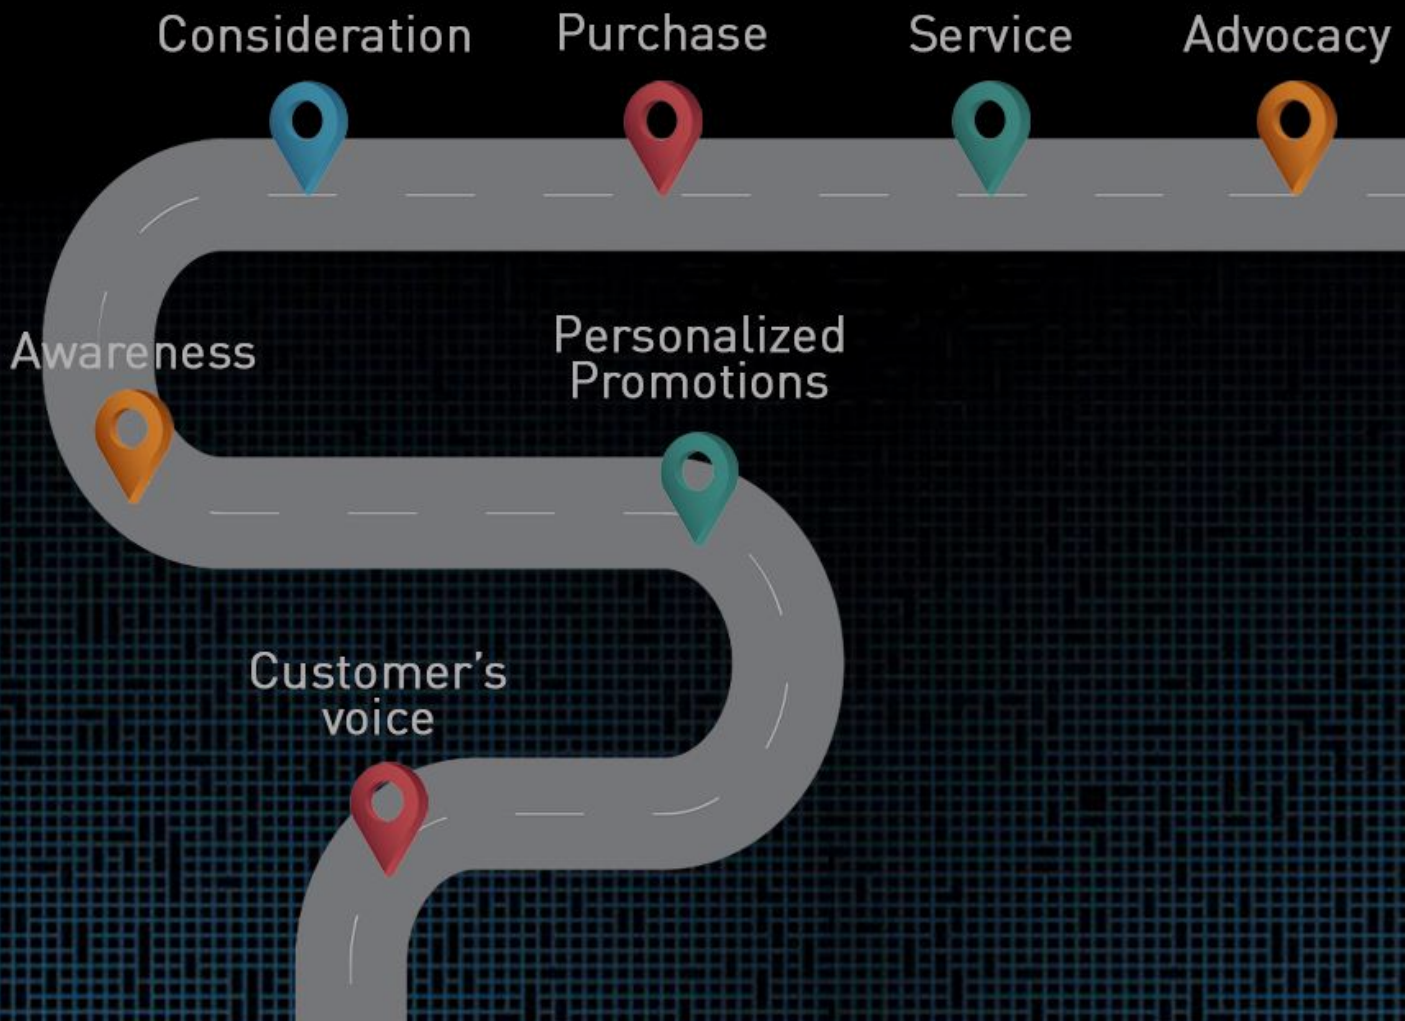 Consideration
Purchase
Service
Advocacy
Awareness
Personalized
Promotions
Customer’s
voice